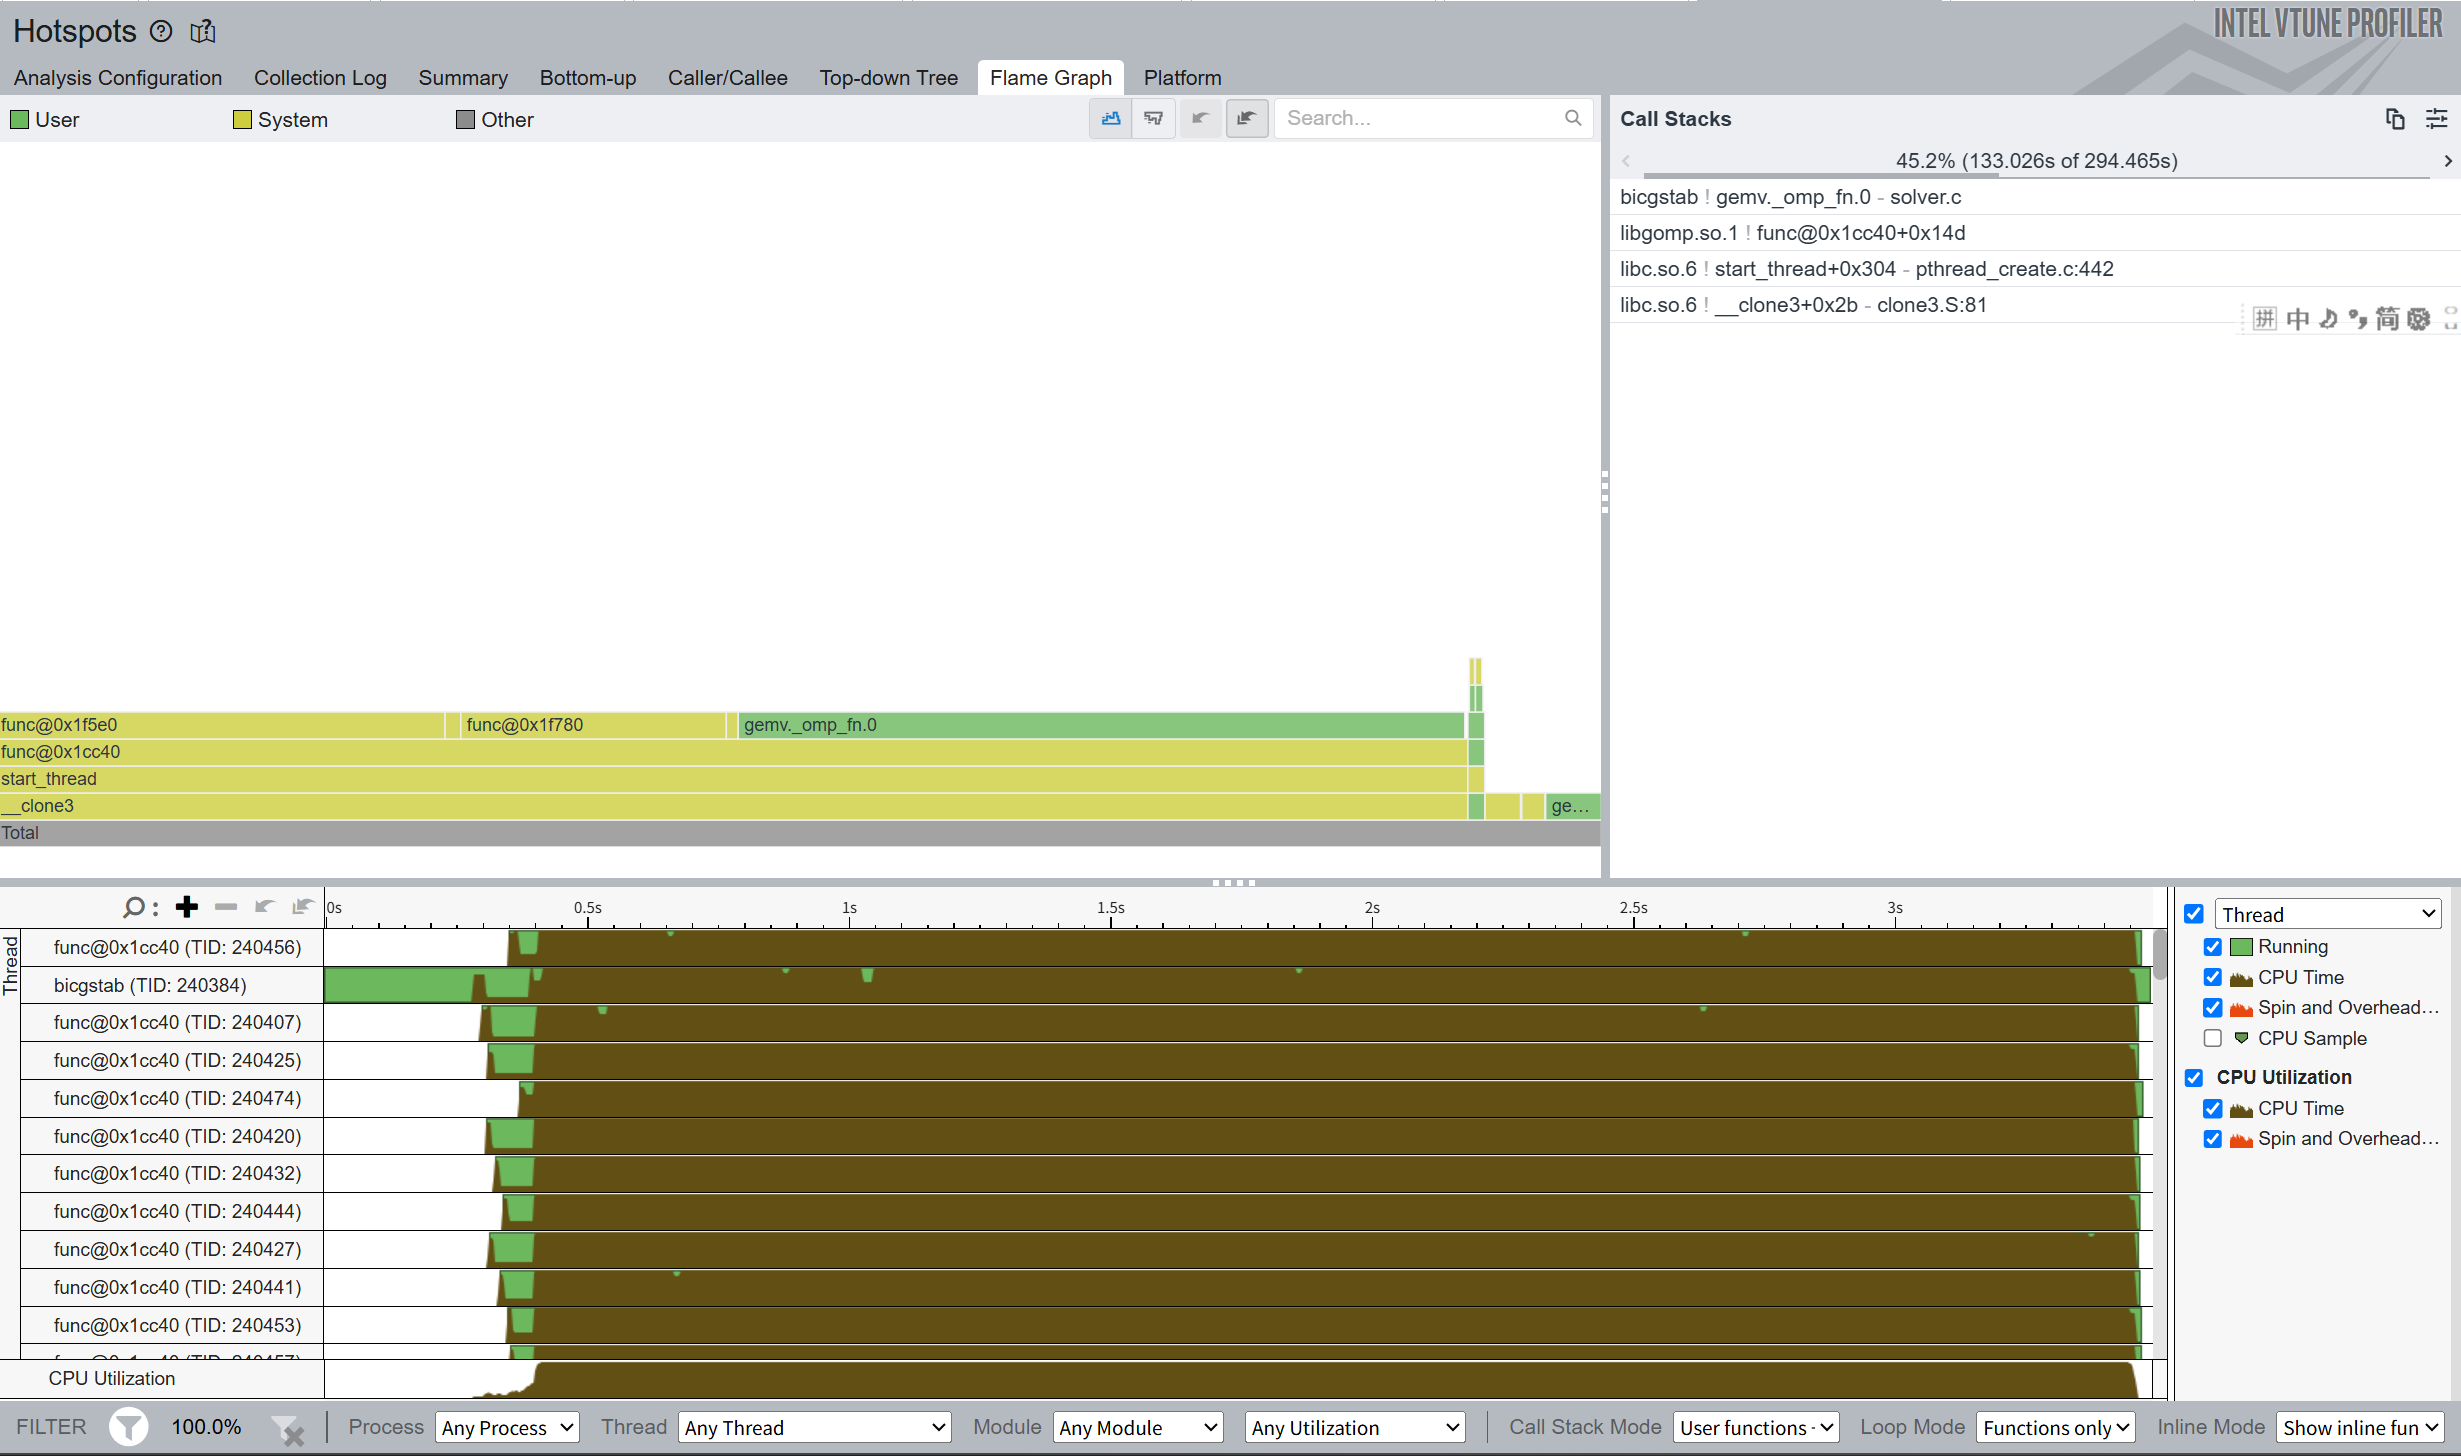 Hotspots
INTEL VTUNE PROFILER
Analysis Configuration Collection Log Summary Bottom-up Caller/Callee Top-down Tree Flame Graph Platform
User System Other
Search...
Call Stacks
45.2% (133.026s of 294.465s)
bicgstab ! gemv._omp_fn.0 - solver.c
libgomp.so.1 ! func@0x1cc40+0x14d
libc.so.6 ! start_thread+0x304 - pthread_create.c:442
libc.so.6 ! __clone3+0x2b - clone3.S:81
拼 中 简
func@0x1f5e0 func@0x1f780 gemv._omp_fn.0
func@0x1cc40
start_thread
__clone3 ge...
Total
0s 0.5s 1s 1.5s 2s 2.5s 3s
Thread
func@0x1cc40 (TID: 240456)
bicgstab (TID: 240384)
func@0x1cc40 (TID: 240407)
func@0x1cc40 (TID: 240425)
func@0x1cc40 (TID: 240474)
func@0x1cc40 (TID: 240420)
func@0x1cc40 (TID: 240432)
func@0x1cc40 (TID: 240444)
func@0x1cc40 (TID: 240427)
func@0x1cc40 (TID: 240441)
func@0x1cc40 (TID: 240453)
CPU Utilization
Thread
Running
CPU Time
Spin and Overhead...
CPU Sample
CPU Utilization
CPU Time
Spin and Overhead...
FILTER 100.0% Process Any Process Thread Any Thread Module Any Module Any Utilization Call Stack Mode User functions - Loop Mode Functions only Inline Mode Show inline fun